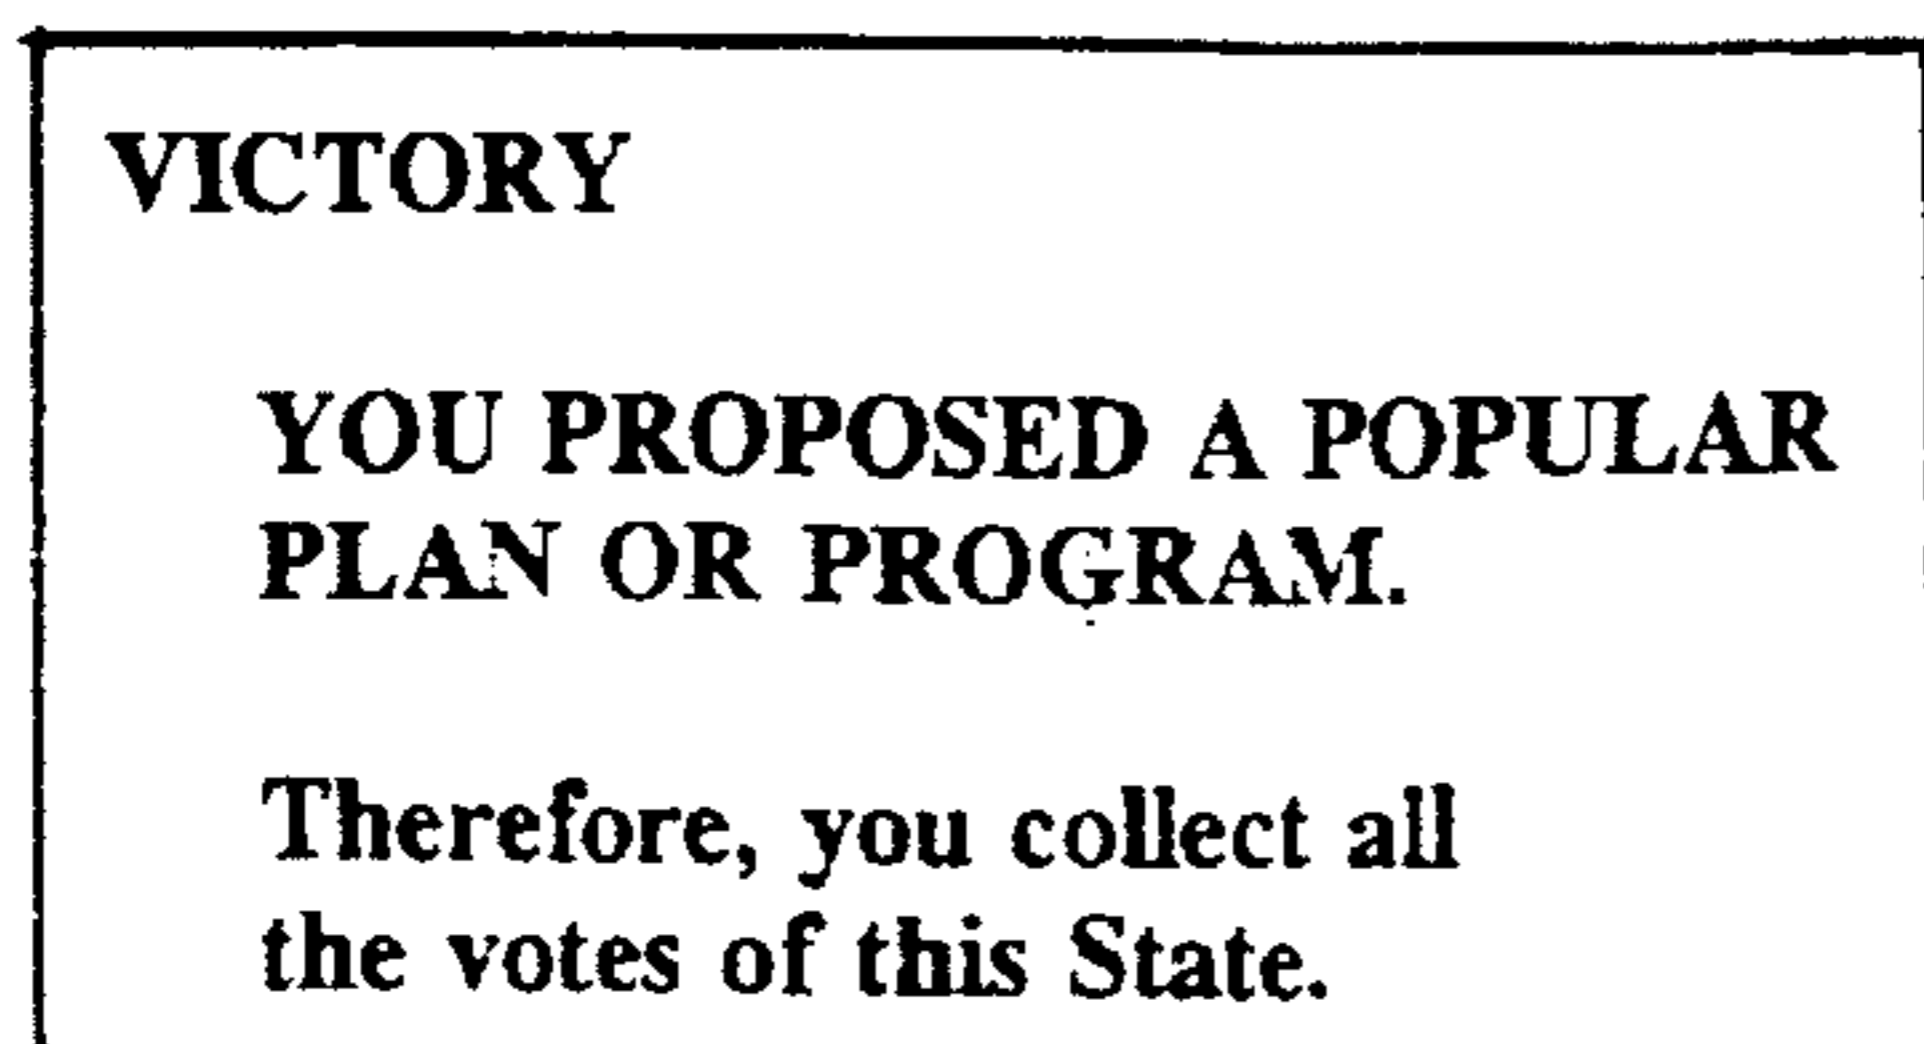 VICTORY
YOU PROPOSED A POPULAR
PLAN OR PROGRAM.
Therefore, you collect all
the votes of this State.